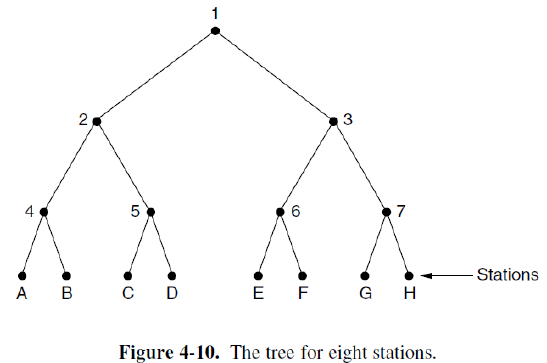 1
2 3
4 5 6 7
A B C D E F G H Stations
Figure 4-10. The tree for eight stations.